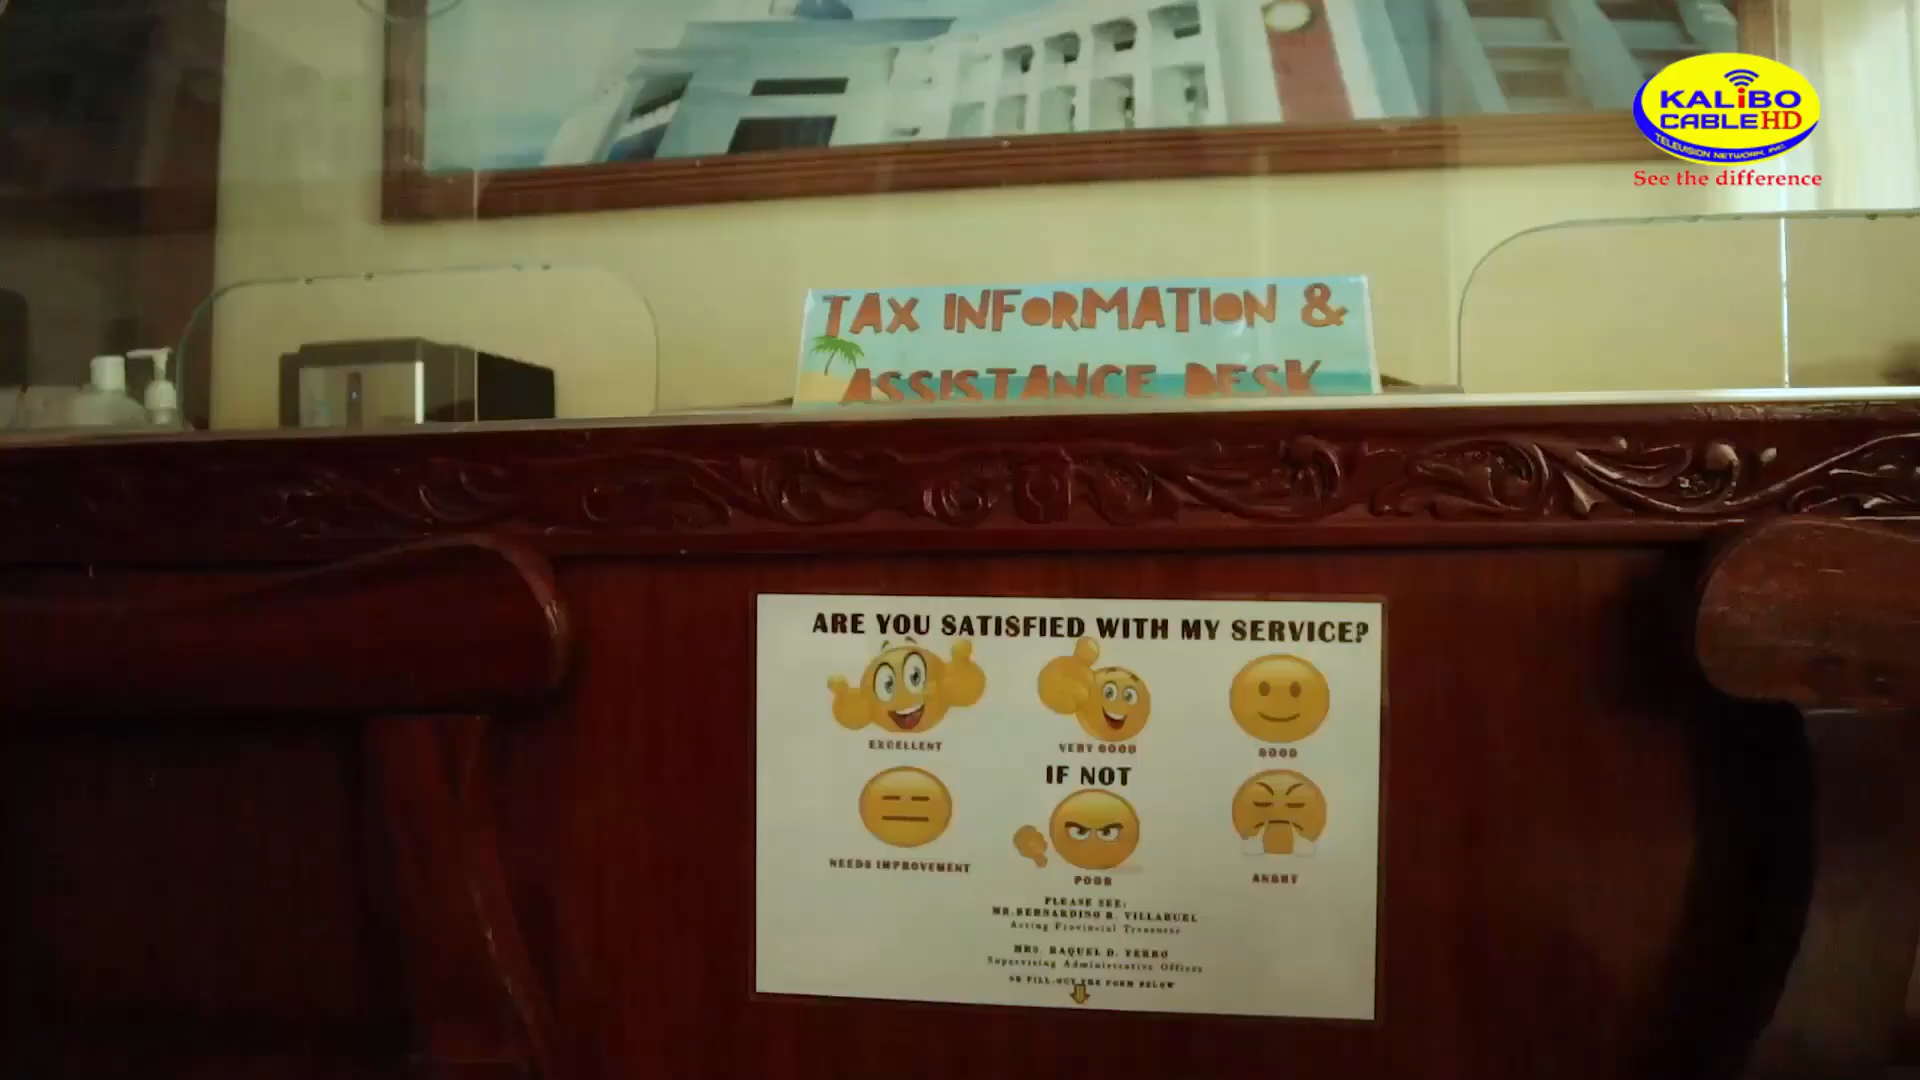 KALiBO
CABLE HD
TELEVISION NETWORK, INC.
See the difference
TAX INFORMATION &
ASSISTANCE DESK
ARE YOU SATISFIED WITH MY SERVICE?
EXCELLENT
VERY GOOD
GOOD
IF NOT
NEEDS IMPROVEMENT
POOR
ANGRY
PLEASE SEE:
MR. BERNARDINO R. VILLARUEL
Acting Provincial Treasurer
MRS. RAQUEL D. YERRO
Supervising Administrative Officer
OR FILL-OUT THE FORM BELOW